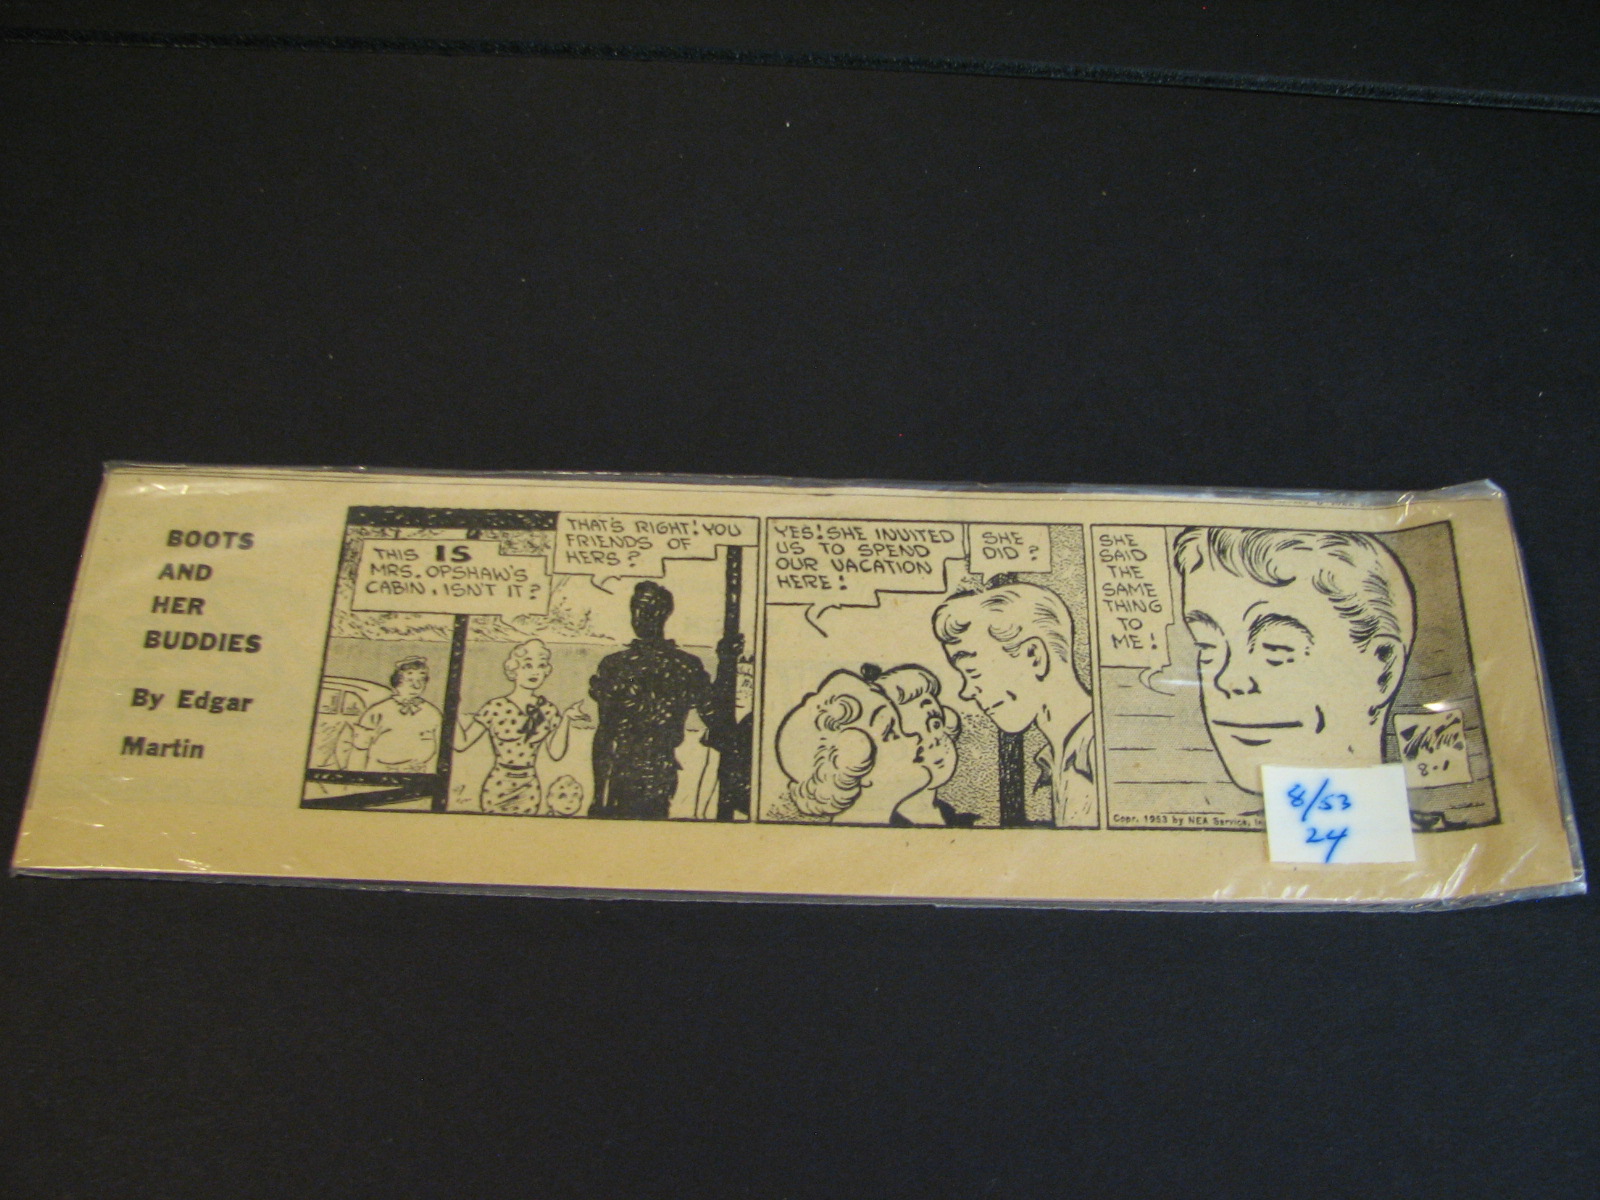 BOOTS
AND
HER
BUDDIES
By Edgar
Martin
THIS IS
MRS. OPSHAW'S
CABIN, ISN'T IT?
THAT'S RIGHT! YOU
FRIENDS OF
HERS?
YES! SHE INVITED
US TO SPEND
OUR VACATION
HERE!
SHE
DID?
SHE
SAID
THE
SAME
THING
TO
ME!
8-1
Copr. 1953 by NEA Service,
8/53
24